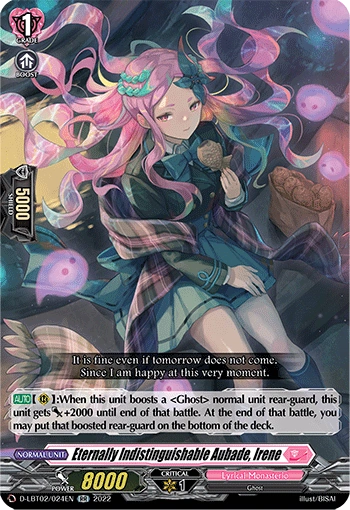 1
GRADE
BOOST
5000
SHIELD
It is fine even if tomorrow does not come.
Since I am happy at this very moment.
AUTO [R]:When this unit boosts a <Ghost> normal unit rear-guard, this
unit gets +2000 until end of that battle. At the end of that battle, you
may put that boosted rear-guard on the bottom of the deck.
NORMAL UNIT
Eternally Indistinguishable Aubade, Irene
POWER 8000
CRITICAL
1
Lyrical Monasterio
Ghost
D-LBT02/024EN RR 2022
illust/BISAI